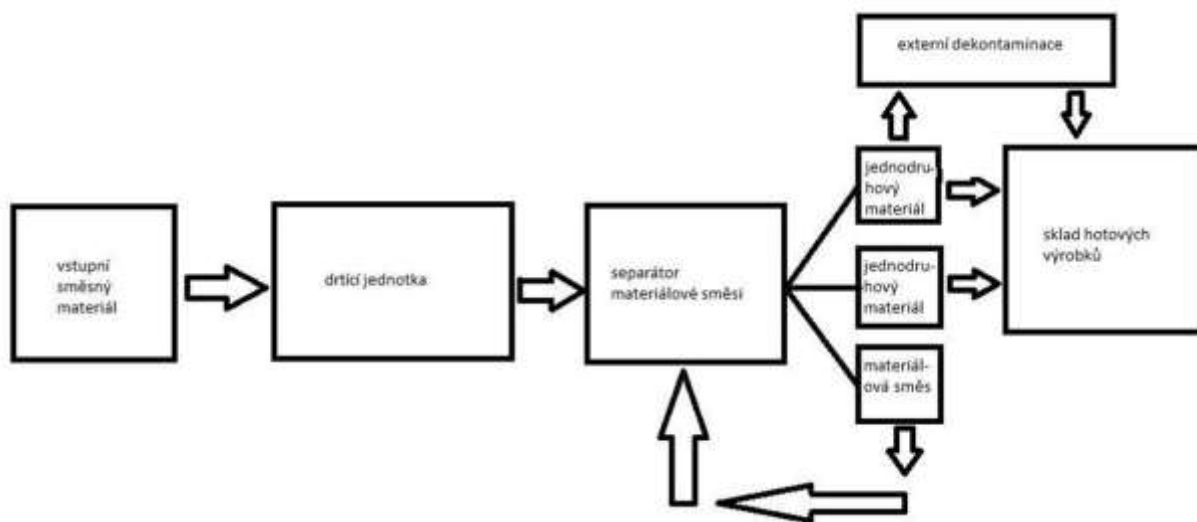 externí dekontaminace
jednodru-
hový
materiál
vstupní
směsný
materiál
drtící jednotka
separátor
materiálové směsi
jednodru-
hový
materiál
sklad hotových
výrobků
materiál-
ová směs